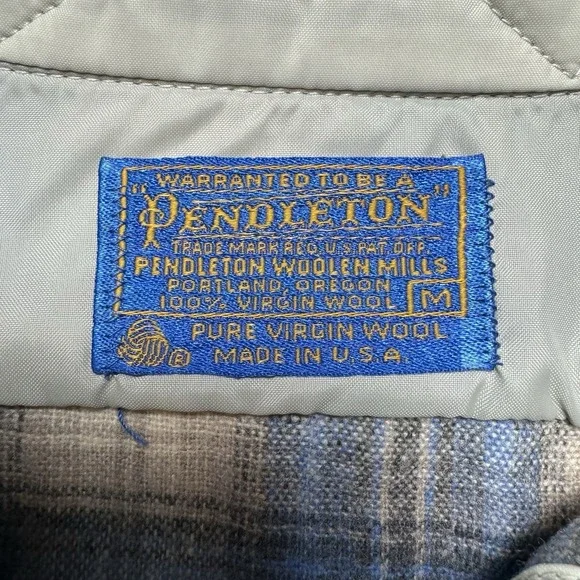 WARRANTED TO BE A
"PENDLETON"
TRADE MARK REG. U.S. PAT. OFF.
PENDLETON WOOLEN MILLS
PORTLAND, OREGON
100% VIRGIN WOOL M
PURE VIRGIN WOOL
® MADE IN U.S.A.